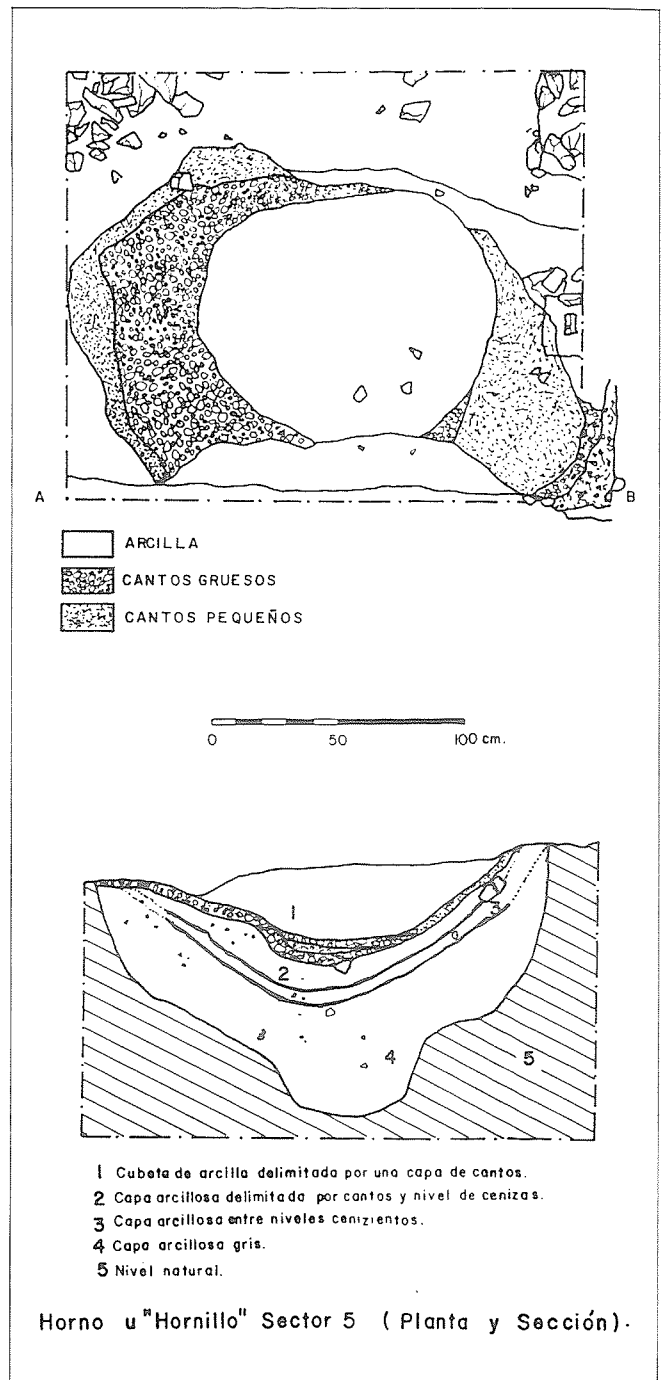 A B
ARCILLA
CANTOS GRUESOS
CANTOS PEQUEÑOS
0 50 100 cm.
1
2
3
4
5
1 Cubeta de arcilla delimitada por una capa de cantos.
2 Capa arcillosa delimitada por cantos y nivel de cenizas.
3 Capa arcillosa entre niveles cenizientos.
4 Capa arcillosa gris.
5 Nivel natural.
Horno u "Hornillo" Sector 5 (Planta y Sección).